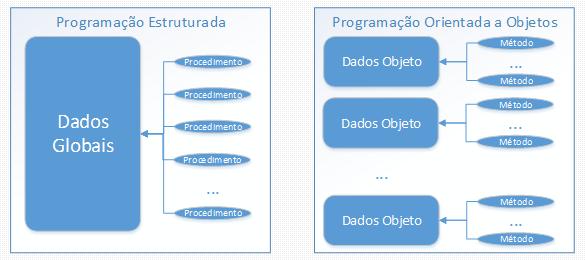 Programação Estruturada
Dados
Globais
Procedimento
Procedimento
Procedimento
Procedimento
...
Procedimento
Programação Orientada a Objetos
Dados Objeto
Método
...
Método
Dados Objeto
Método
...
Método
...
Dados Objeto
Método
...
Método